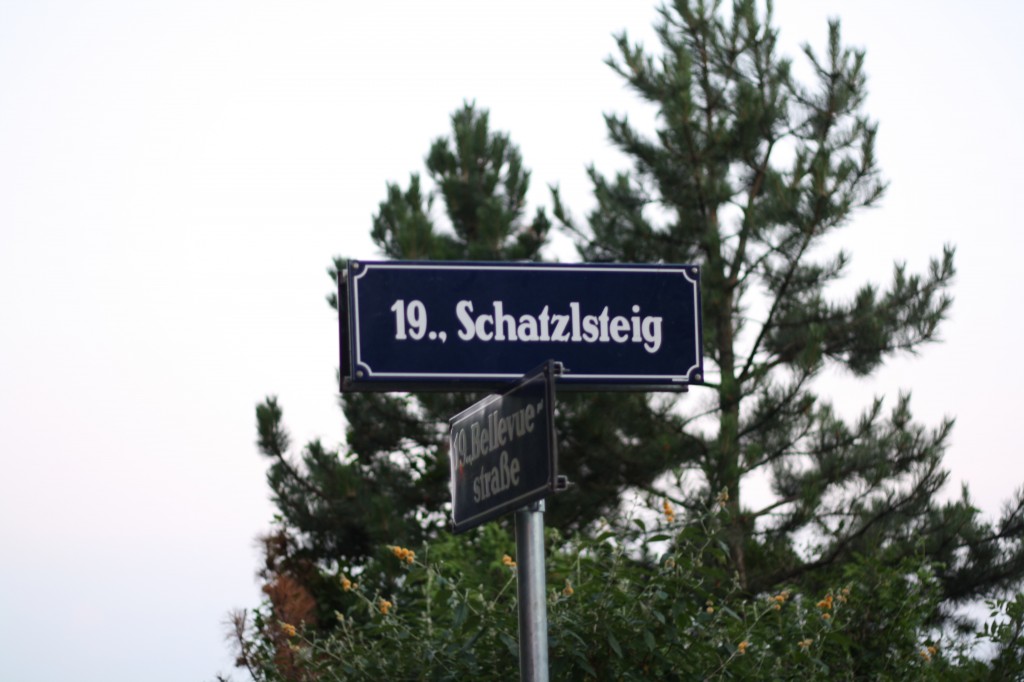 19., Schatzlsteig
19., Bellevue-
straße